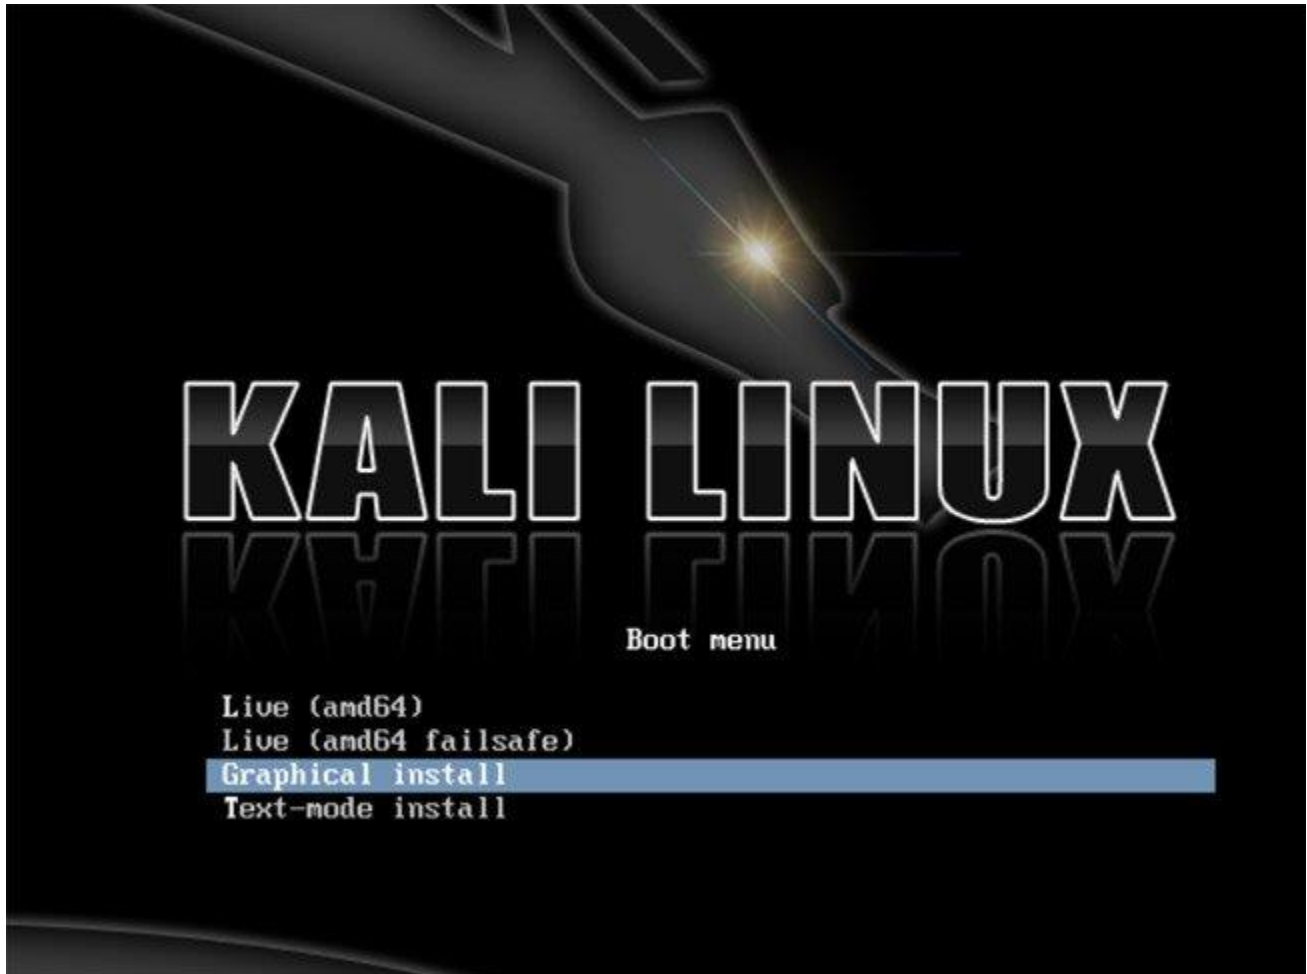 KALI LINUX
Boot menu
Live (amd64)
Live (amd64 failsafe)
Graphical install
Text-mode install